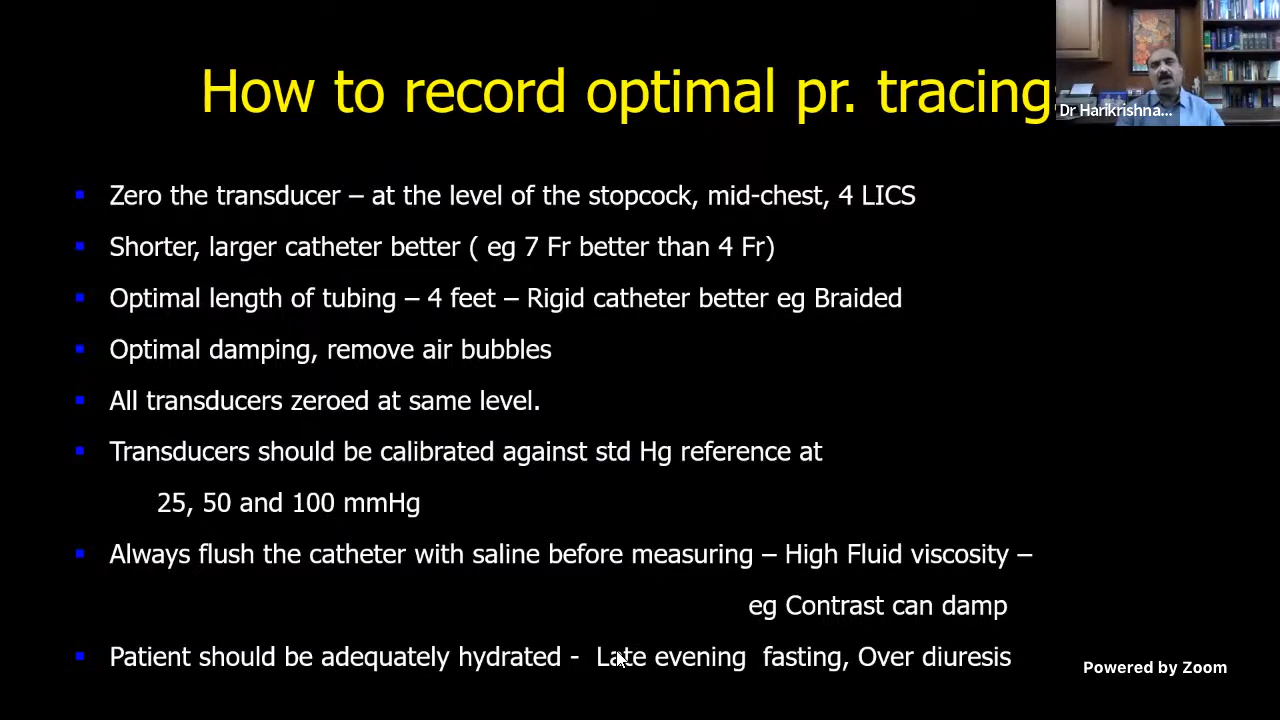 How to record optimal pr. tracing
Dr Harikrishna...
▪ Zero the transducer – at the level of the stopcock, mid-chest, 4 LICS
▪ Shorter, larger catheter better ( eg 7 Fr better than 4 Fr)
▪ Optimal length of tubing – 4 feet – Rigid catheter better eg Braided
▪ Optimal damping, remove air bubbles
▪ All transducers zeroed at same level.
▪ Transducers should be calibrated against std Hg reference at
25, 50 and 100 mmHg
▪ Always flush the catheter with saline before measuring – High Fluid viscosity –
eg Contrast can damp
▪ Patient should be adequately hydrated - Late evening fasting, Over diuresis
Powered by Zoom